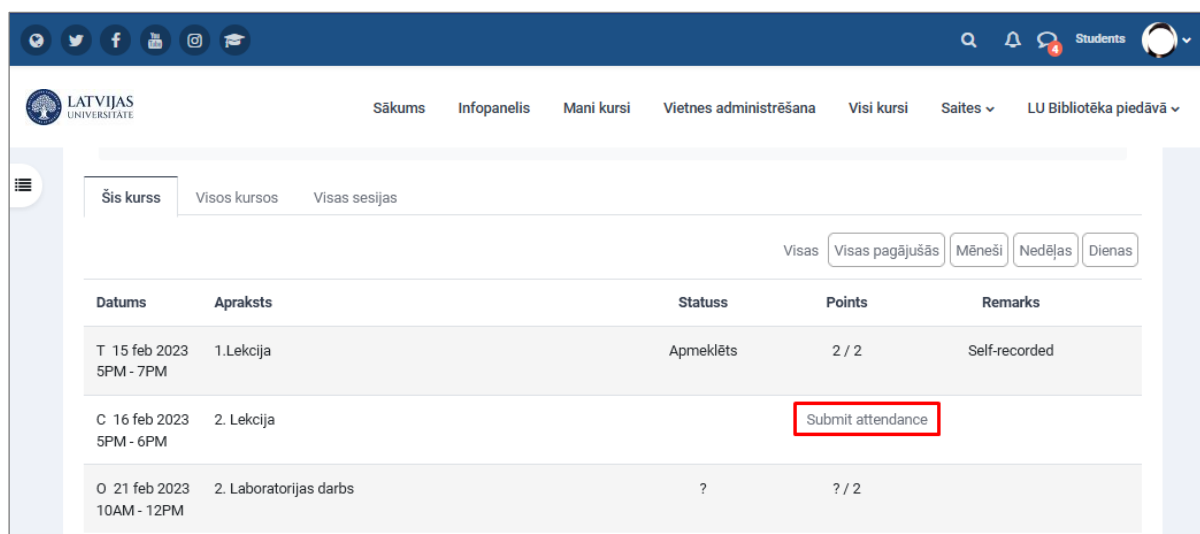 You Tube
4
Students
LATVIJAS
UNIVERSITĀTE
Sākums Infopanelis Mani kursi Vietnes administrēšana Visi kursi Saites LU Bibliotēka piedāvā
Šis kurss Visos kursos Visas sesijas
Visas Visas pagājušās Mēneši Nedēļas Dienas
Datums Apraksts Statuss Points Remarks
T 15 feb 2023 1.Lekcija Apmeklēts 2 / 2 Self-recorded
5PM - 7PM
C 16 feb 2023 2. Lekcija Submit attendance
5PM - 6PM
O 21 feb 2023 2. Laboratorijas darbs ? ? / 2
10AM - 12PM